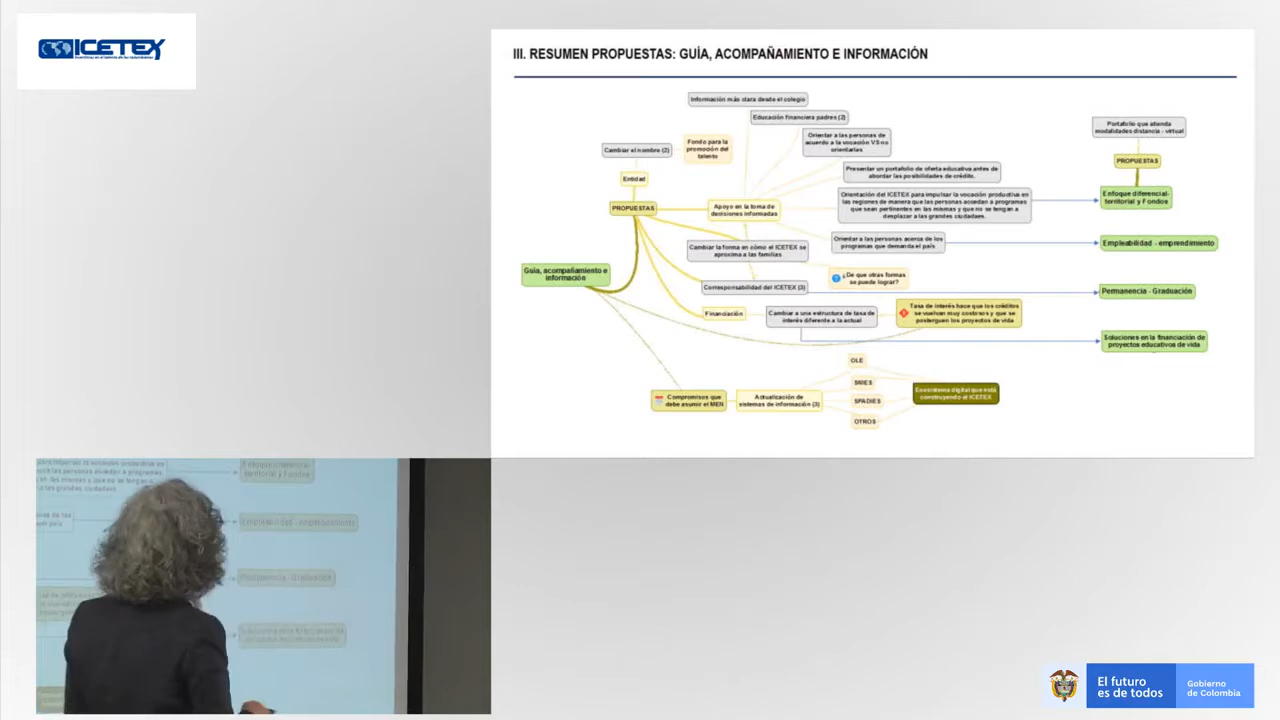 ICETEX
III. RESUMEN PROPUESTAS: GUÍA, ACOMPAÑAMIENTO E INFORMACIÓN
Información más clara desde el colegio
Educación financiera padres (2)
Orientar a las personas de
acuerdo a la vocación VS no
orientarlas
Cambiar el nombre (2)
Fondo para la
promoción del
talento
Presentar un portafolio de oferta educativa antes de
abordar las posibilidades de crédito.
Entidad
PROPUESTAS
Apoyo en la toma de
decisiones informadas
Orientación del ICETEX para impulsar la vocación productiva en
las regiones de manera que las personas accedan a programas
que sean pertinentes en las mismas y que no se tengan a
desplazar a las grandes ciudades.
Cambiar la forma en cómo el ICETEX se
aproxima a las familias
Orientar a las personas acerca de los
programas que demanda el país
Guía, acompañamiento e
información
Corresponsabilidad del ICETEX (3)
¿De que otras formas
se puede lograr?
Financiación
Cambiar a una estructura de tasa de
interés diferente a la actual
Tasa de interés hace que los créditos
se vuelvan muy costosos y que se
posterguen los proyectos de vida
Compromisos que
debe asumir el MEN
Actualización de
sistemas de información (3)
OLE
SNIES
SPADIES
OTROS
Ecosistema digital que está
construyendo el ICETEX
Portafolio que atienda
modalidades distancia - virtual
PROPUESTAS
Enfoque diferencial-
territorial y Fondos
Empleabilidad - emprendimiento
Permanencia - Graduación
Soluciones en la financiación de
proyectos educativos de vida
territorial y Fondos
Empleabilidad - emprendimiento
Permanencia - Graduación
El futuro
es de todos
Gobierno
de Colombia